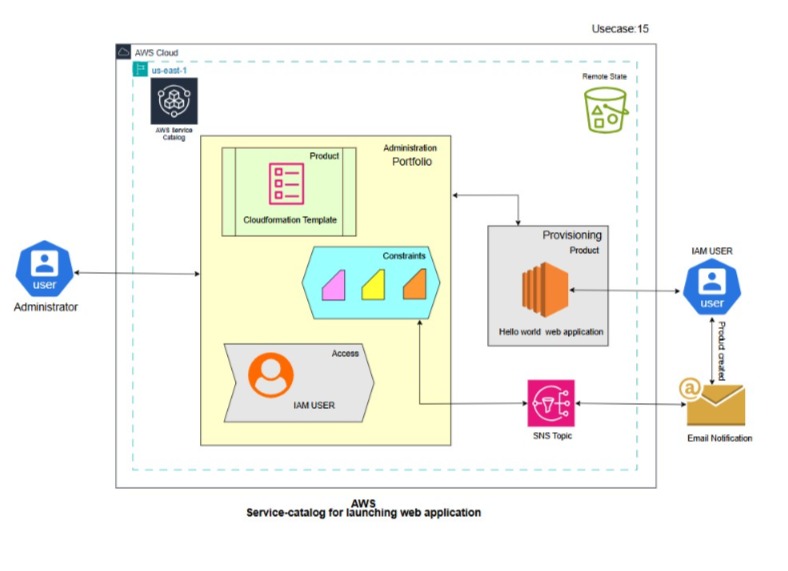 Usecase:15
AWS Cloud
us-east-1
Remote State
AWS Service
Catalog
Administration
Portfolio
Product
Cloudformation Template
Constraints
Access
IAM USER
user
Administrator
Provisioning
Product
Hello world web application
IAM USER
user
Product created
@
Email Notification
SNS Topic
AWS
Service-catalog for launching web application